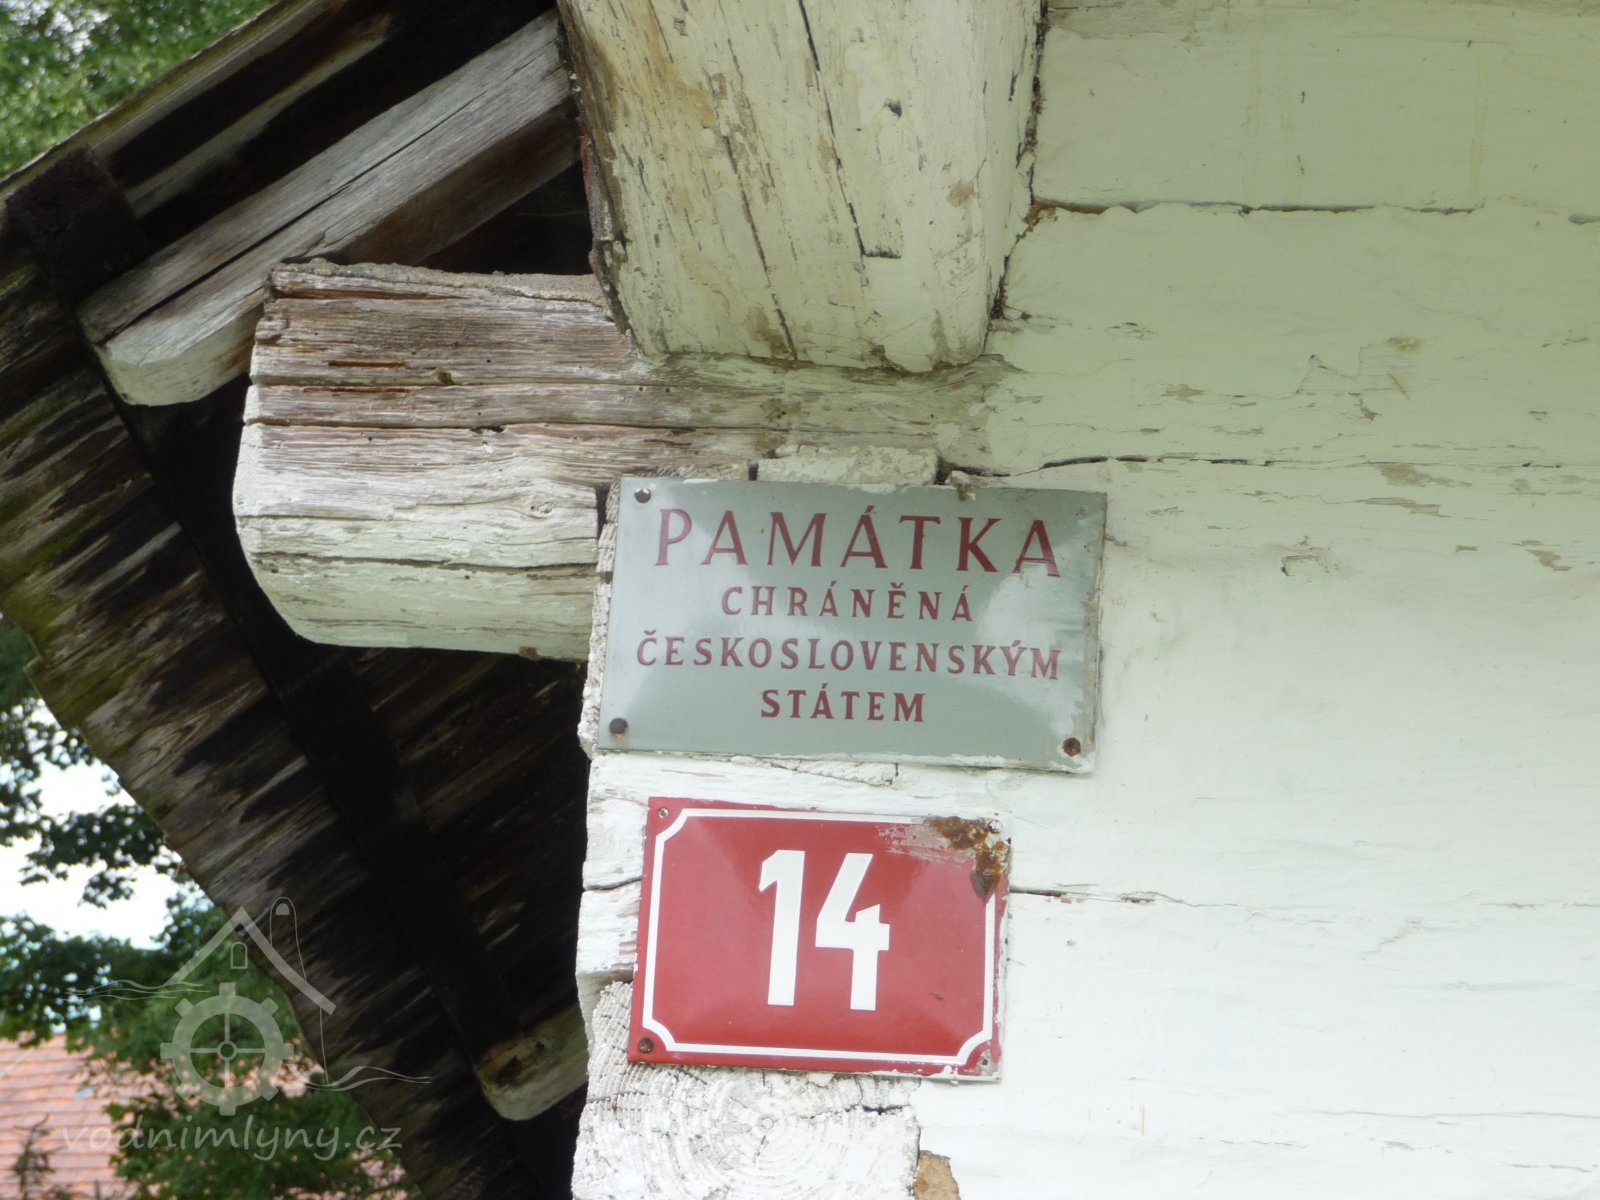 PAMÁTKA
CHRÁNĚNÁ
ČESKOSLOVENSKÝM
STÁTEM
14
vodnimlyny.cz